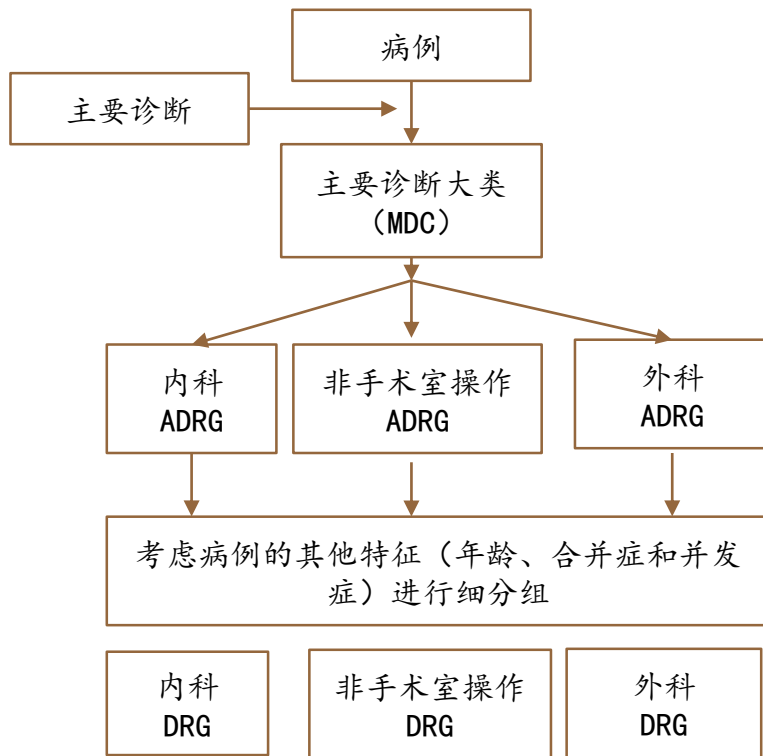 病例
主要诊断
主要诊断大类
（MDC）
内科
ADRG
非手术室操作
ADRG
外科
ADRG
考虑病例的其他特征（年龄、合并症和并发
症）进行细分组
内科
DRG
非手术室操作
DRG
外科
DRG